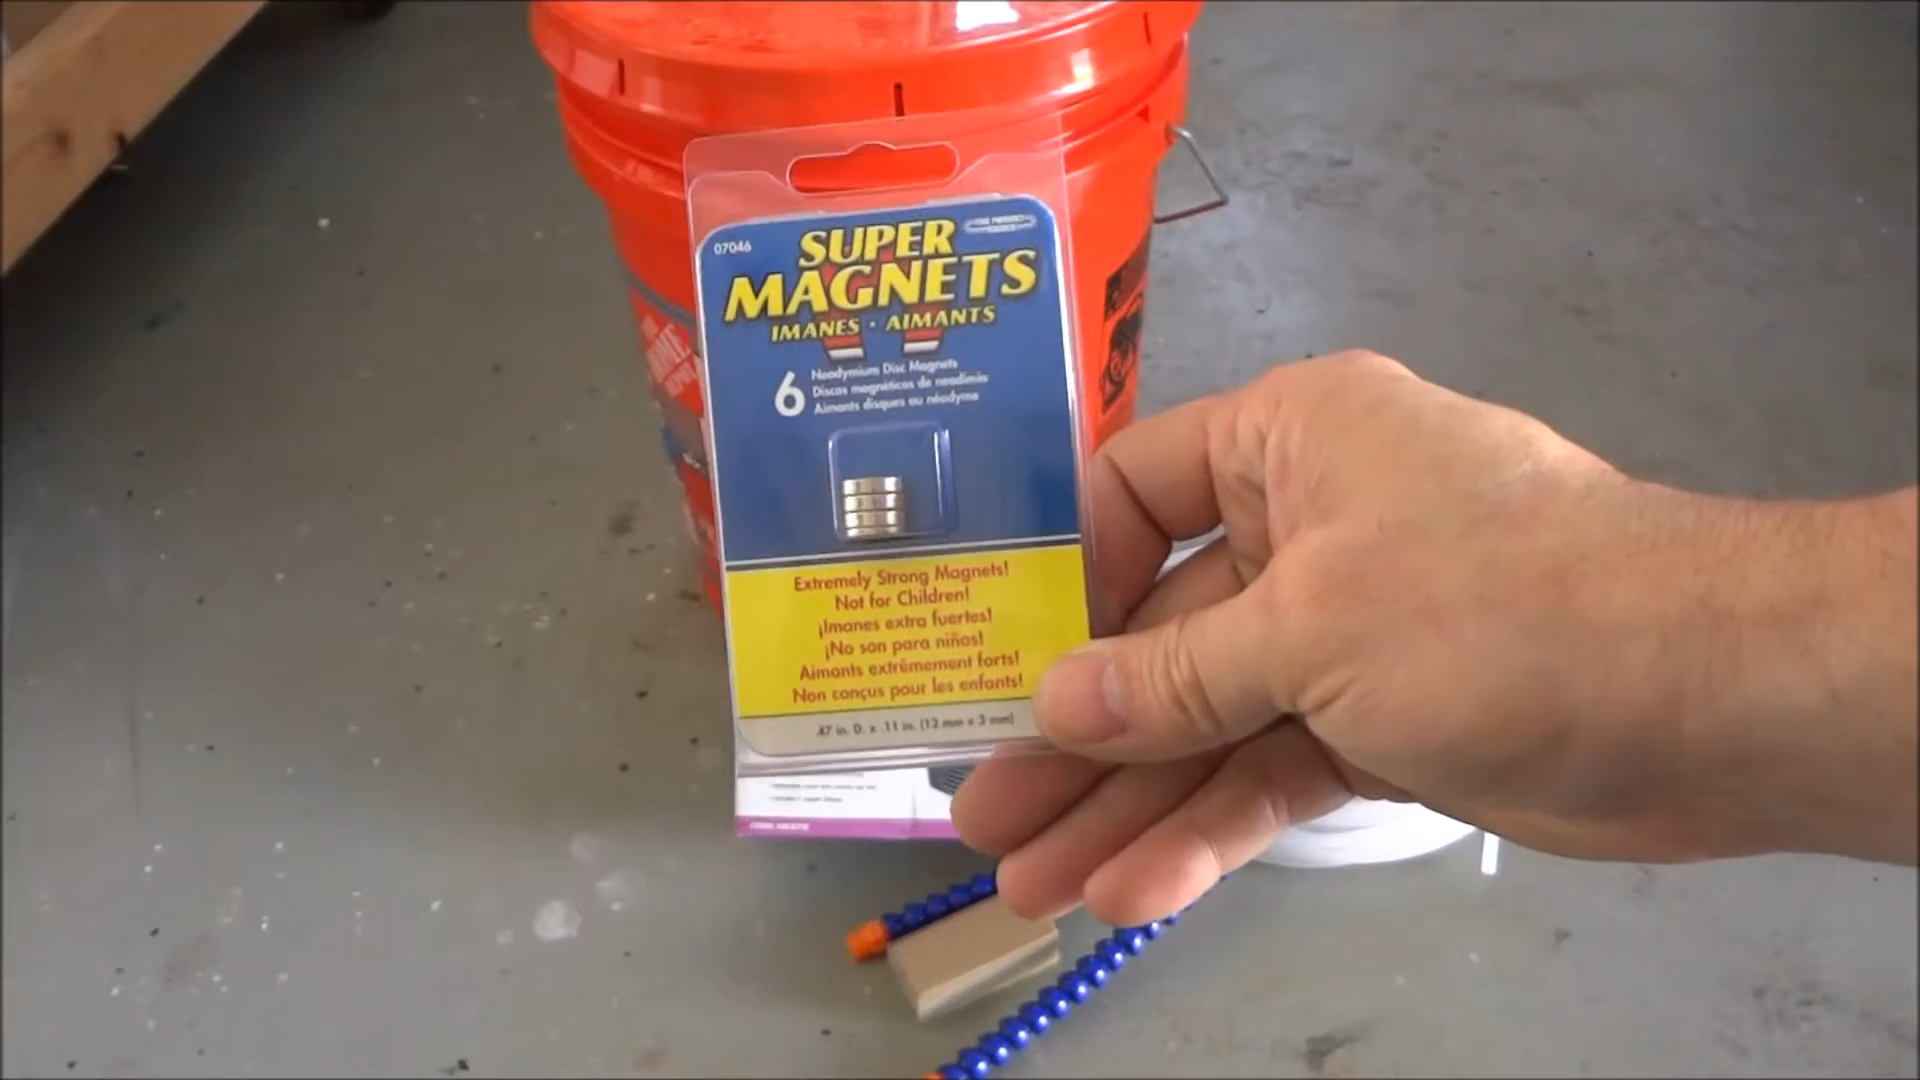 07046
SUPER
MAGNETS
IMANES · AIMANTS
6
Neodymium Disc Magnets
Discos magnéticos de neodimio
Aimants disques au néodyme
Extremely Strong Magnets!
Not for Children!
¡Imanes extra fuertes!
¡No son para niños!
Aimants extrêmement forts!
Non conçus pour les enfants!
.47 in. D. x .11 in. (12 mm x 3 mm)